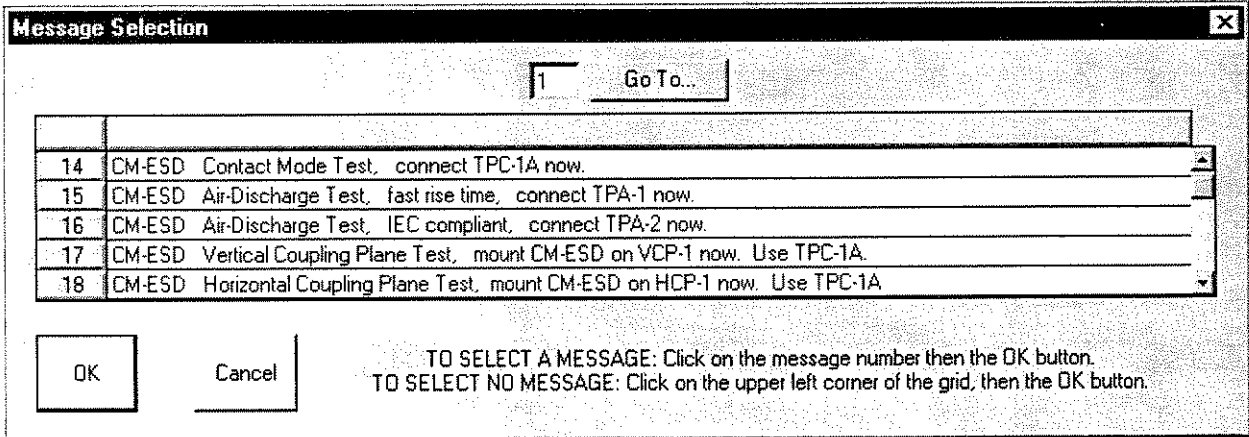 Message Selection
1 Go To...
14 CM-ESD Contact Mode Test, connect TPC-1A now.
15 CM-ESD Air-Discharge Test, fast rise time, connect TPA-1 now.
16 CM-ESD Air-Discharge Test, IEC compliant, connect TPA-2 now.
17 CM-ESD Vertical Coupling Plane Test, mount CM-ESD on VCP-1 now. Use TPC-1A.
18 CM-ESD Horizontal Coupling Plane Test, mount CM-ESD on HCP-1 now. Use TPC-1A
OK Cancel
TO SELECT A MESSAGE: Click on the message number then the OK button.
TO SELECT NO MESSAGE: Click on the upper left corner of the grid, then the OK button.